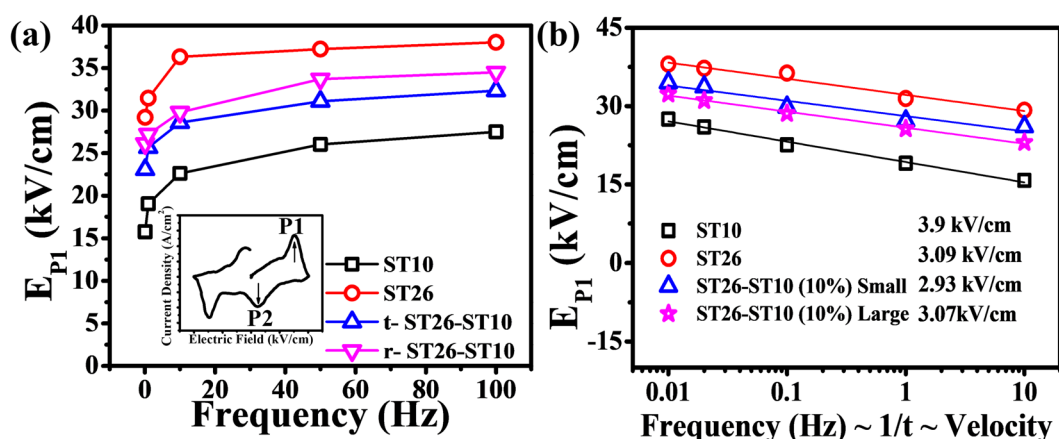 (a)
E_P1 (kV/cm)
40
35
30
25
20
15
10
5
0
0 20 40 60 80 100
Frequency (Hz)
Current Density (A/cm²)
Electric Field (kV/cm)
P1
P2
ST10
ST26
t- ST26-ST10
r- ST26-ST10
(b)
E_P1 (kV/cm)
45
30
15
0
-15
0.01 0.1 1 10
Frequency (Hz) ~ 1/t ~ Velocity
ST10 3.9 kV/cm
ST26 3.09 kV/cm
ST26-ST10 (10%) Small 2.93 kV/cm
ST26-ST10 (10%) Large 3.07kV/cm